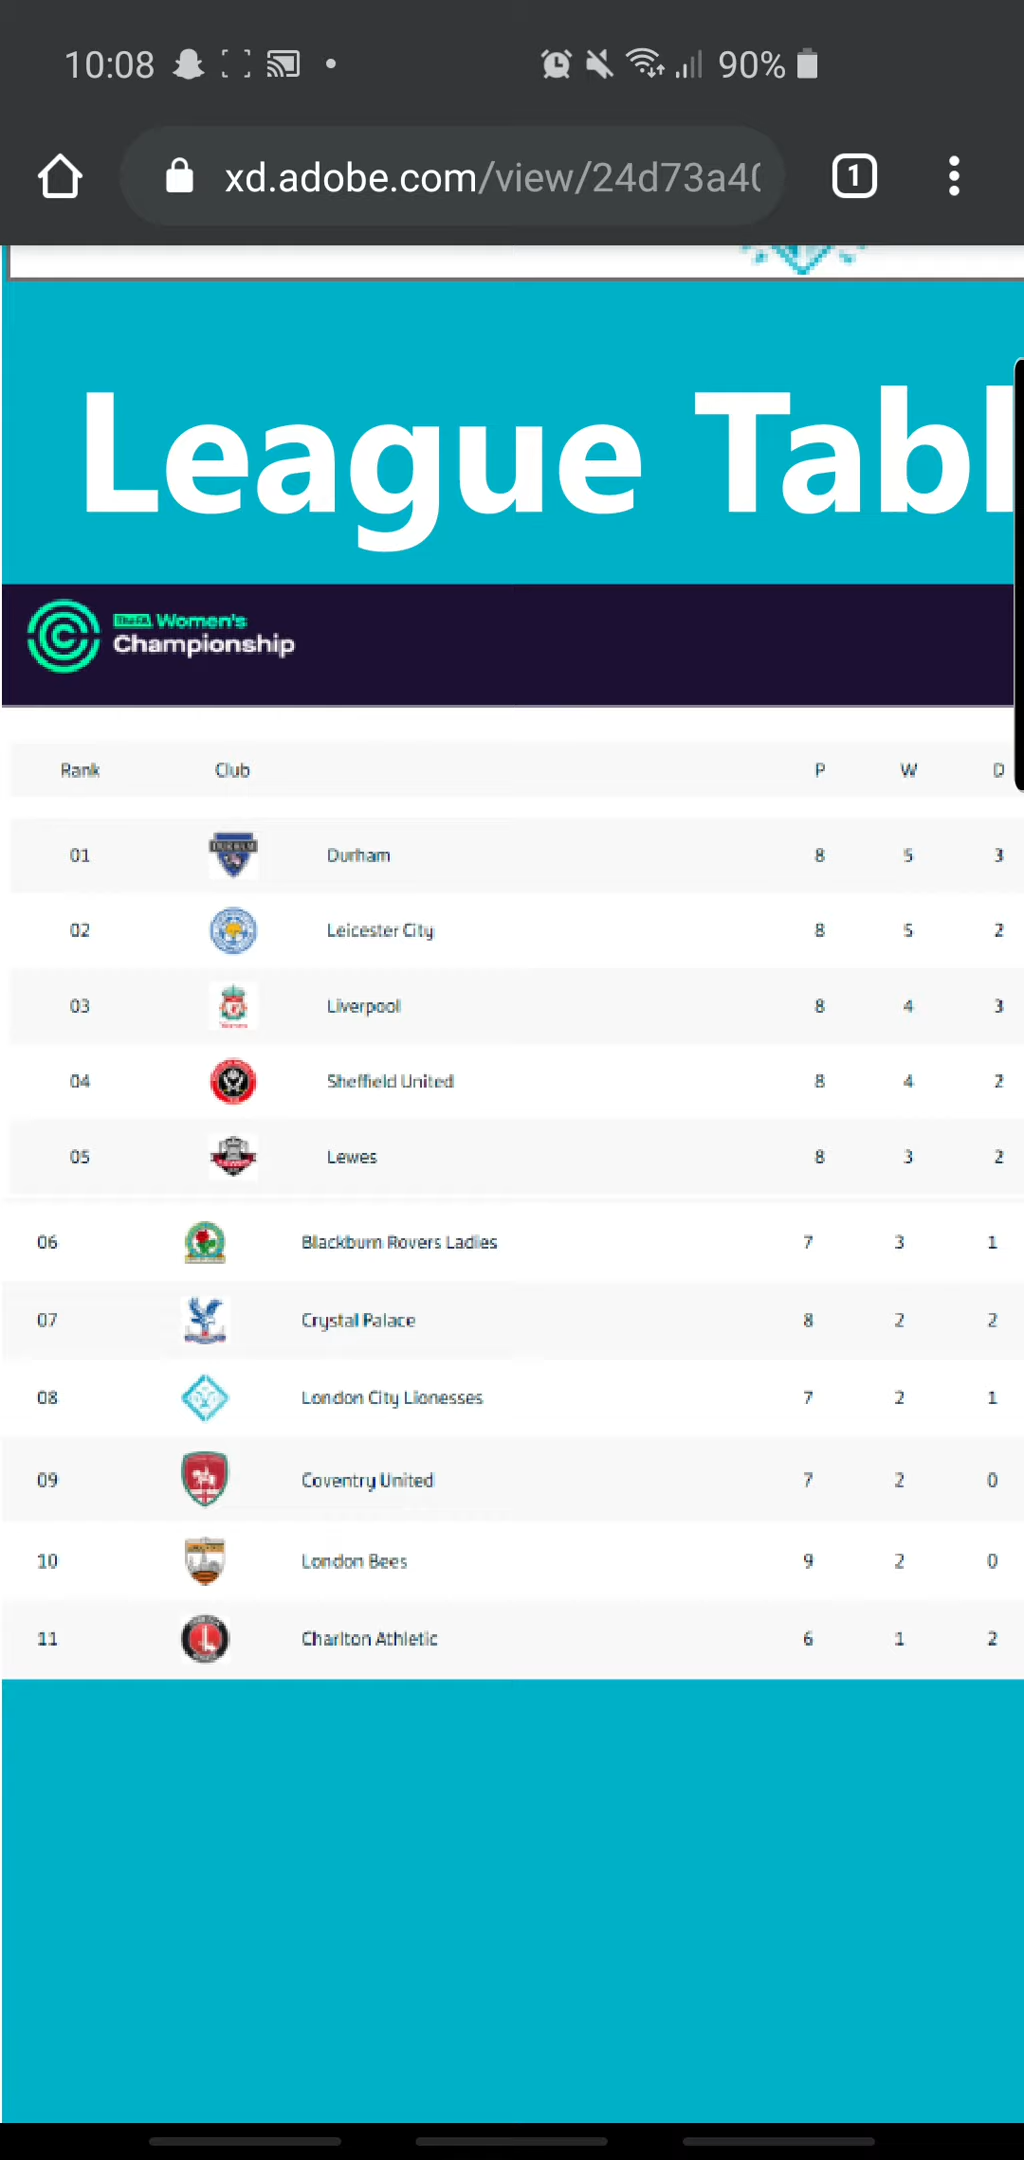 10:08 90%
xd.adobe.com/view/24d73a4
League Tabl
The FA Women's
Championship
Rank Club P W D
01 Durham 8 5 3
02 Leicester City 8 5 2
03 Liverpool 8 4 3
04 Sheffield United 8 4 2
05 Lewes 8 3 2
06 Blackburn Rovers Ladies 7 3 1
07 Crystal Palace 8 2 2
08 London City Lionesses 7 2 1
09 Coventry United 7 2 0
10 London Bees 9 2 0
11 Charlton Athletic 6 1 2